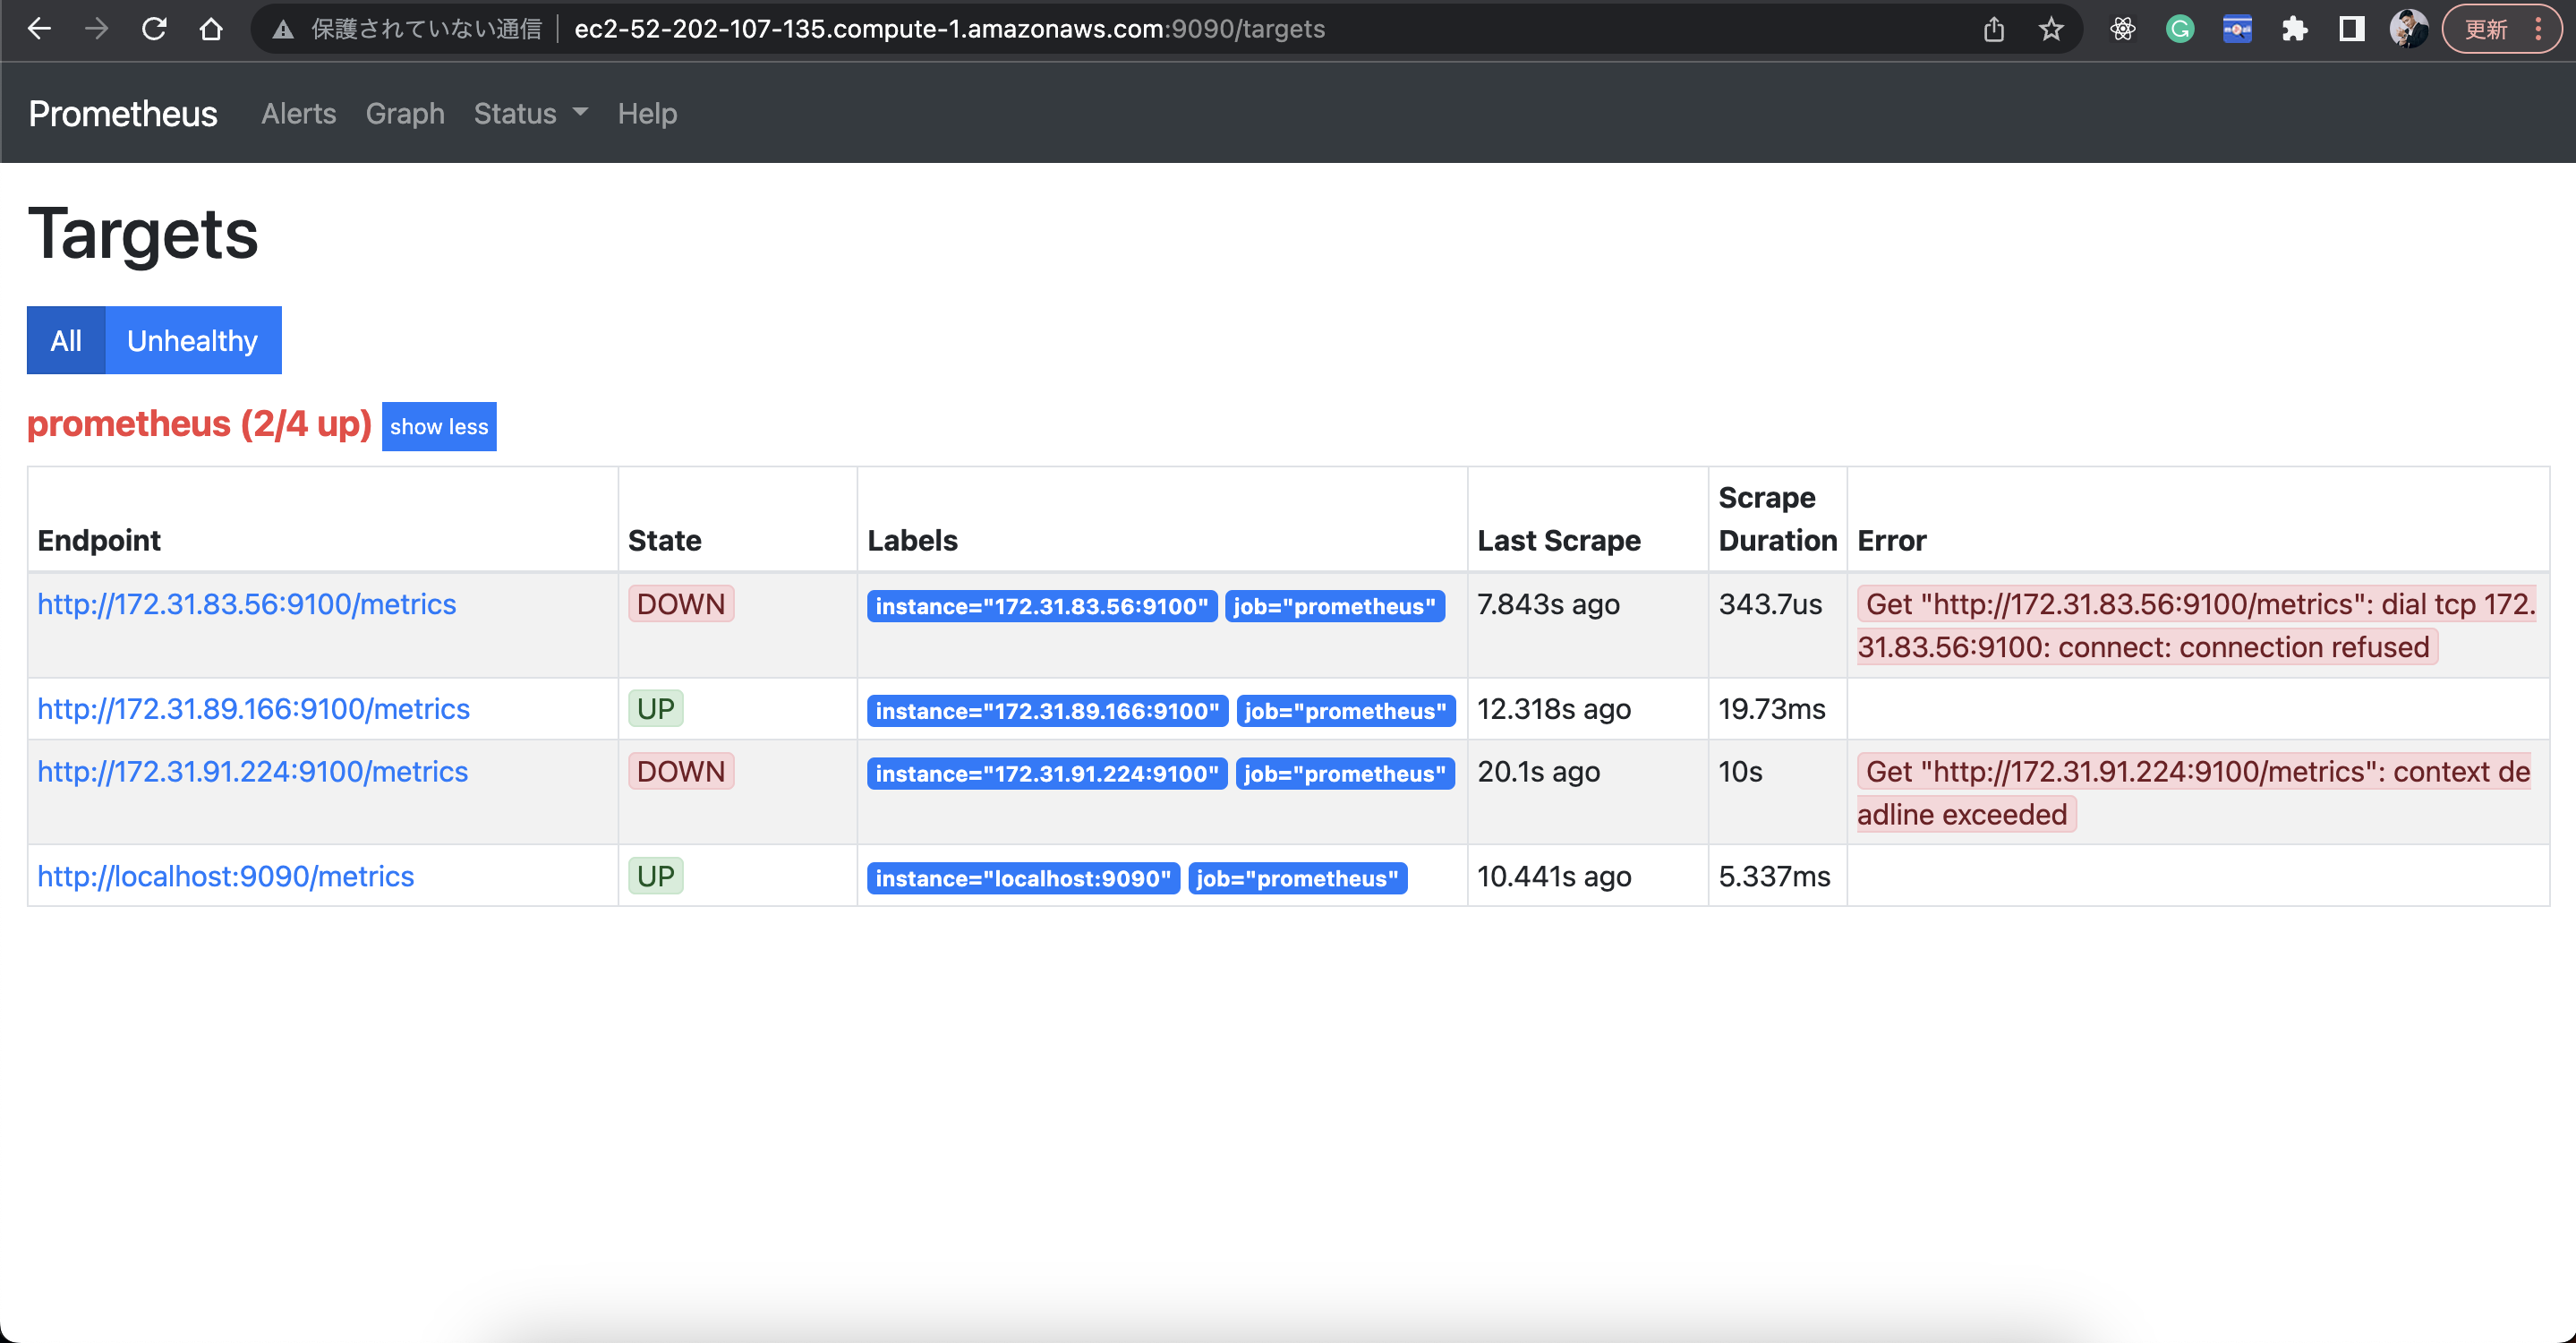 保護されていない通信 ec2-52-202-107-135.compute-1.amazonaws.com:9090/targets 更新
Prometheus Alerts Graph Status Help
Targets
All Unhealthy
prometheus (2/4 up) show less
Endpoint State Labels Last Scrape Scrape Duration Error
http://172.31.83.56:9100/metrics DOWN instance="172.31.83.56:9100" job="prometheus" 7.843s ago 343.7us Get "http://172.31.83.56:9100/metrics": dial tcp 172.
31.83.56:9100: connect: connection refused
http://172.31.89.166:9100/metrics UP instance="172.31.89.166:9100" job="prometheus" 12.318s ago 19.73ms
http://172.31.91.224:9100/metrics DOWN instance="172.31.91.224:9100" job="prometheus" 20.1s ago 10s Get "http://172.31.91.224:9100/metrics": context de
adline exceeded
http://localhost:9090/metrics UP instance="localhost:9090" job="prometheus" 10.441s ago 5.337ms